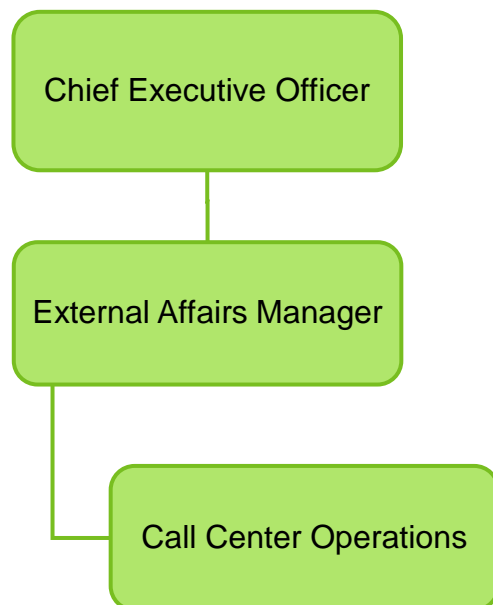 Chief Executive Officer
External Affairs Manager
Call Center Operations